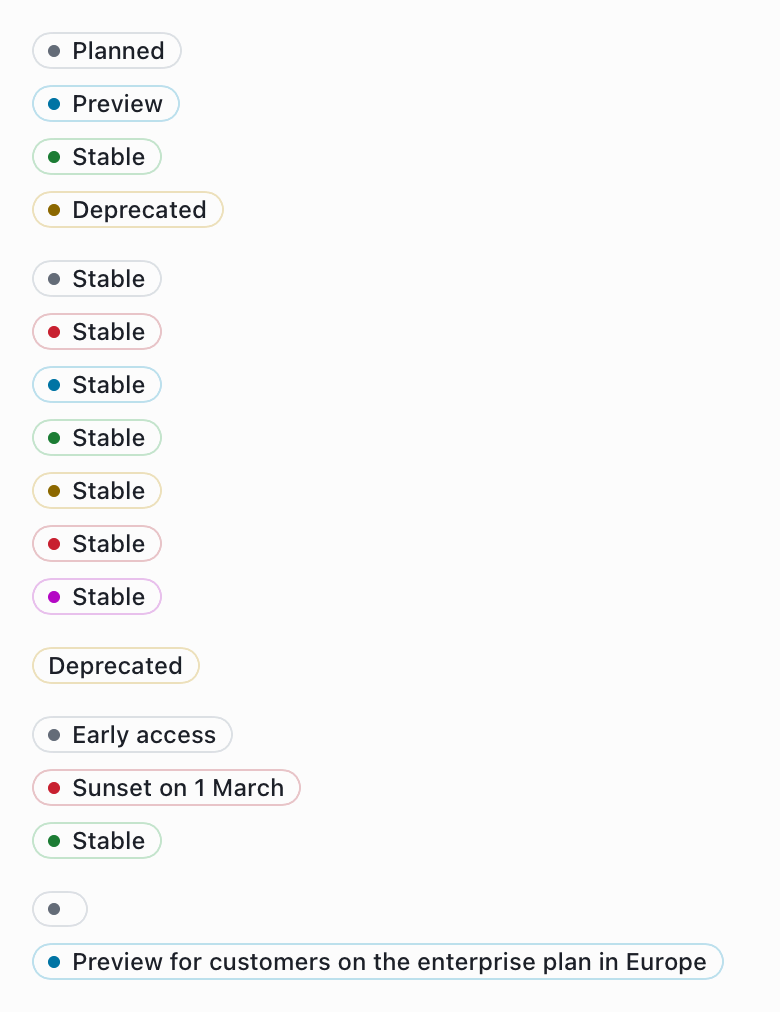 Planned
Preview
Stable
Deprecated
Stable
Stable
Stable
Stable
Stable
Stable
Stable
Deprecated
Early access
Sunset on 1 March
Stable
Preview for customers on the enterprise plan in Europe